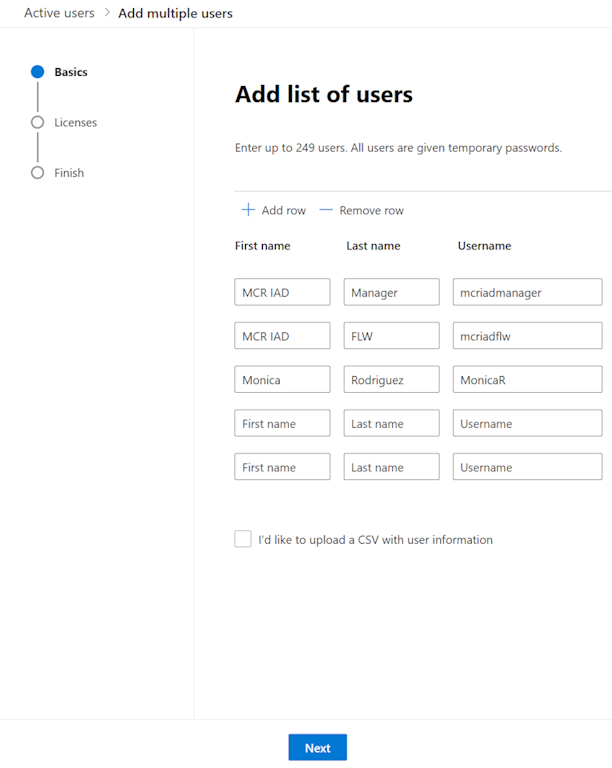 Active users > Add multiple users
Basics
Licenses
Finish
Add list of users
Enter up to 249 users. All users are given temporary passwords.
+ Add row — Remove row
First name Last name Username
MCR IAD Manager mcriadmanager
MCR IAD FLW mcriadflw
Monica Rodriguez MonicaR
First name Last name Username
First name Last name Username
I'd like to upload a CSV with user information
Next